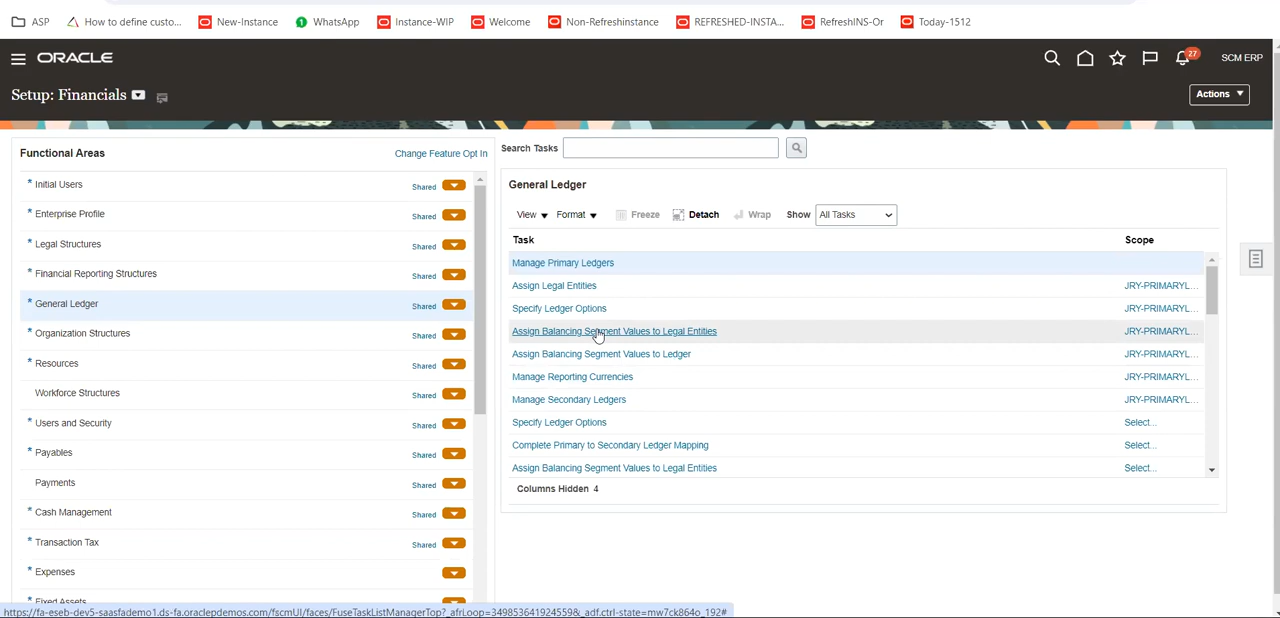 ASP
How to define custo...
New-Instance
WhatsApp
Instance-WIP
Welcome
Non-Refreshinstance
REFRESHED-INSTA...
RefreshINS-Or
Today-1512
ORACLE
27
SCM ERP
Setup: Financials
Actions
Functional Areas
Change Feature Opt In
* Initial Users Shared
* Enterprise Profile Shared
* Legal Structures Shared
* Financial Reporting Structures Shared
* General Ledger Shared
* Organization Structures Shared
* Resources Shared
Workforce Structures Shared
* Users and Security Shared
* Payables Shared
Payments Shared
* Cash Management Shared
* Transaction Tax Shared
* Expenses
* Fixed Assets
Search Tasks
General Ledger
View Format Freeze Detach Wrap Show All Tasks
Task Scope
Manage Primary Ledgers
Assign Legal Entities JRY-PRIMARYL...
Specify Ledger Options JRY-PRIMARYL...
Assign Balancing Segment Values to Legal Entities JRY-PRIMARYL...
Assign Balancing Segment Values to Ledger JRY-PRIMARYL...
Manage Reporting Currencies JRY-PRIMARYL...
Manage Secondary Ledgers JRY-PRIMARYL...
Specify Ledger Options Select...
Complete Primary to Secondary Ledger Mapping Select...
Assign Balancing Segment Values to Legal Entities Select...
Columns Hidden 4
https://fa-eseb-dev5-saasfademo1.ds-fa.oraclepdemos.com/fscmUI/faces/FuseTaskListManagerTop?_afrLoop=349853641924559&_adf.ctrl-state=mw7ck864o_192#